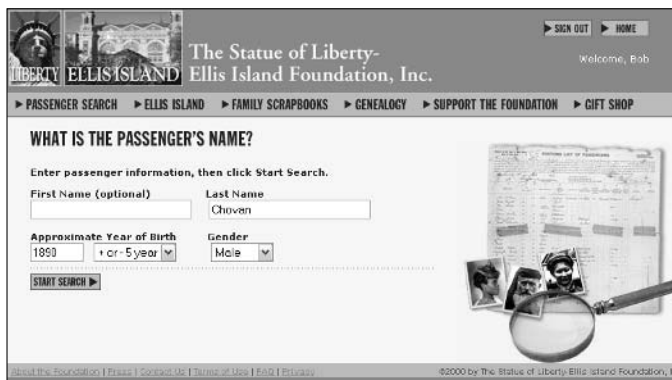 SIGN OUT HOME
LIBERTY ELLIS ISLAND
The Statue of Liberty-
Ellis Island Foundation, Inc.
Welcome, Bob
PASSENGER SEARCH ELLIS ISLAND FAMILY SCRAPBOOKS GENEALOGY SUPPORT THE FOUNDATION GIFT SHOP
WHAT IS THE PASSENGER'S NAME?
Enter passenger information, then click Start Search.
First Name (optional) Last Name
Chovan
Approximate Year of Birth Gender
1890 + or - 5 year Male
START SEARCH
About the Foundation | Press | Contact Us | Terms of Use | FAQ | Privacy ©2000 by The Statue of Liberty-Ellis Island Foundation,